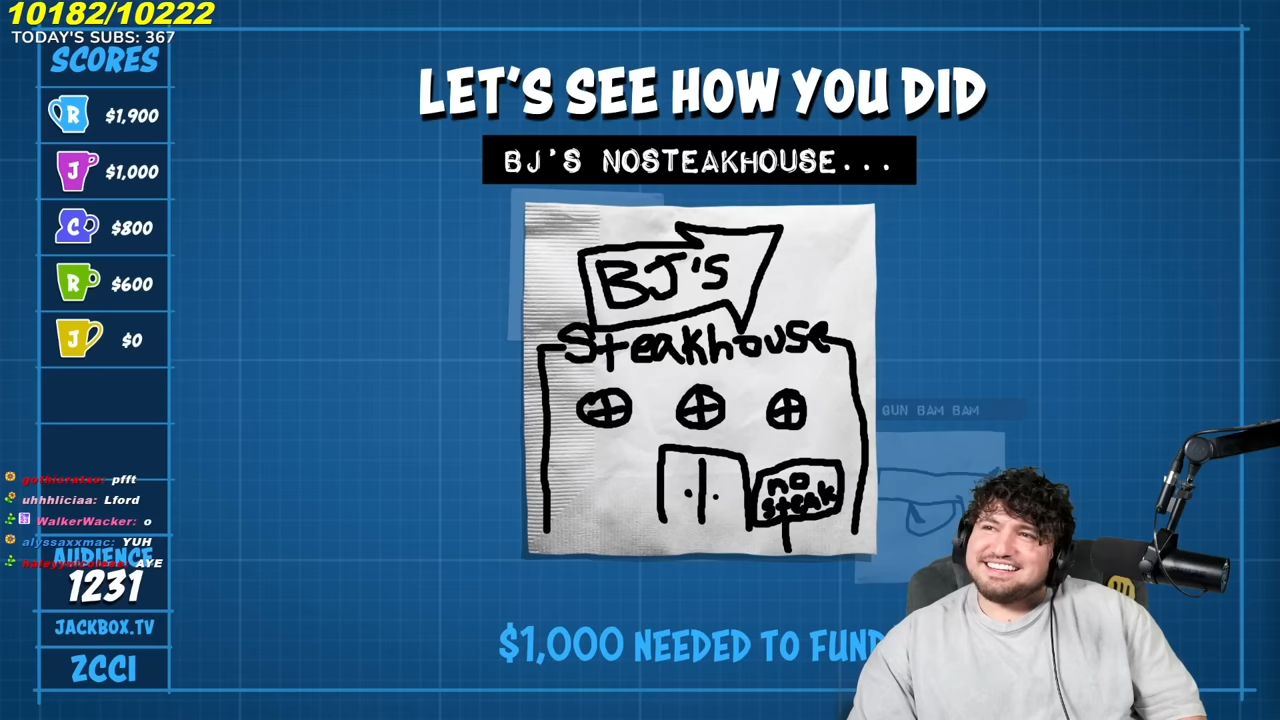 10182/10222
TODAY'S SUBS: 367
SCORES
R $1,900
J $1,000
C $800
R $600
J $0
LET'S SEE HOW YOU DID
BJ'S NOSTEAKHOUSE...
BJ'S
Steakhouse
no
steak
GUN BAM BAM
pfft
uhhhliciaa: Lford
WalkerWacker: o
alyssaxxmac: YUH
AYE
AUDIENCE
1231
JACKBOX.TV
ZCCI
$1,000 NEEDED TO FUND